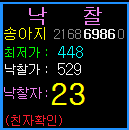 낙 찰
송아지 2168 6986 0
최저가 : 448
낙찰가 : 529
낙찰자: 23
(친자확인)